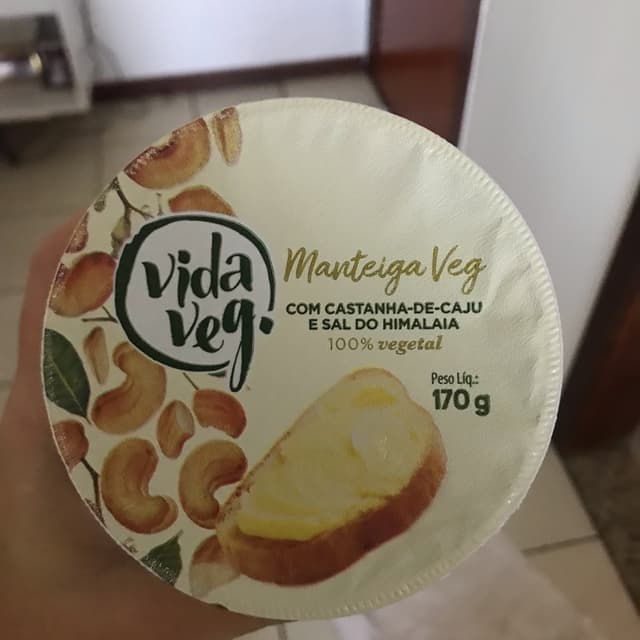 vida
veg.
Manteiga Veg
COM CASTANHA-DE-CAJU
E SAL DO HIMALAIA
100% vegetal
Peso Líq.:
170 g